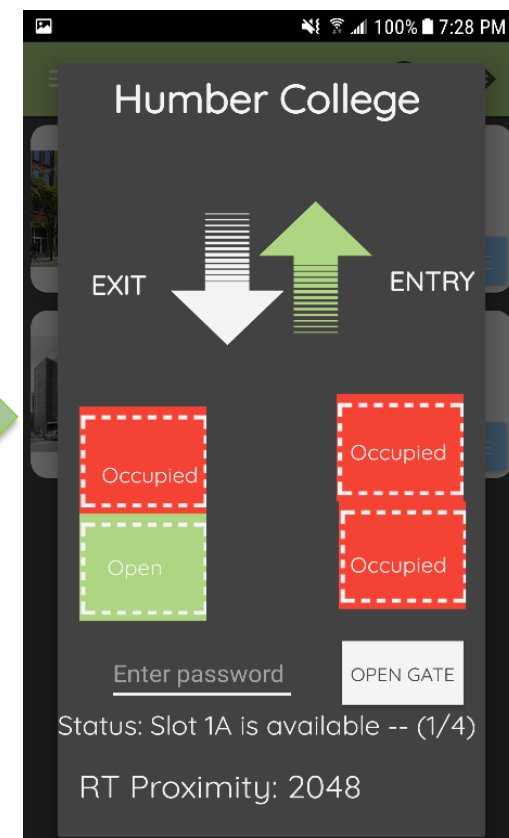 100% 7:28 PM
Humber College
EXIT
ENTRY
Occupied
Occupied
Open
Occupied
Enter password
OPEN GATE
Status: Slot 1A is available -- (1/4)
RT Proximity: 2048